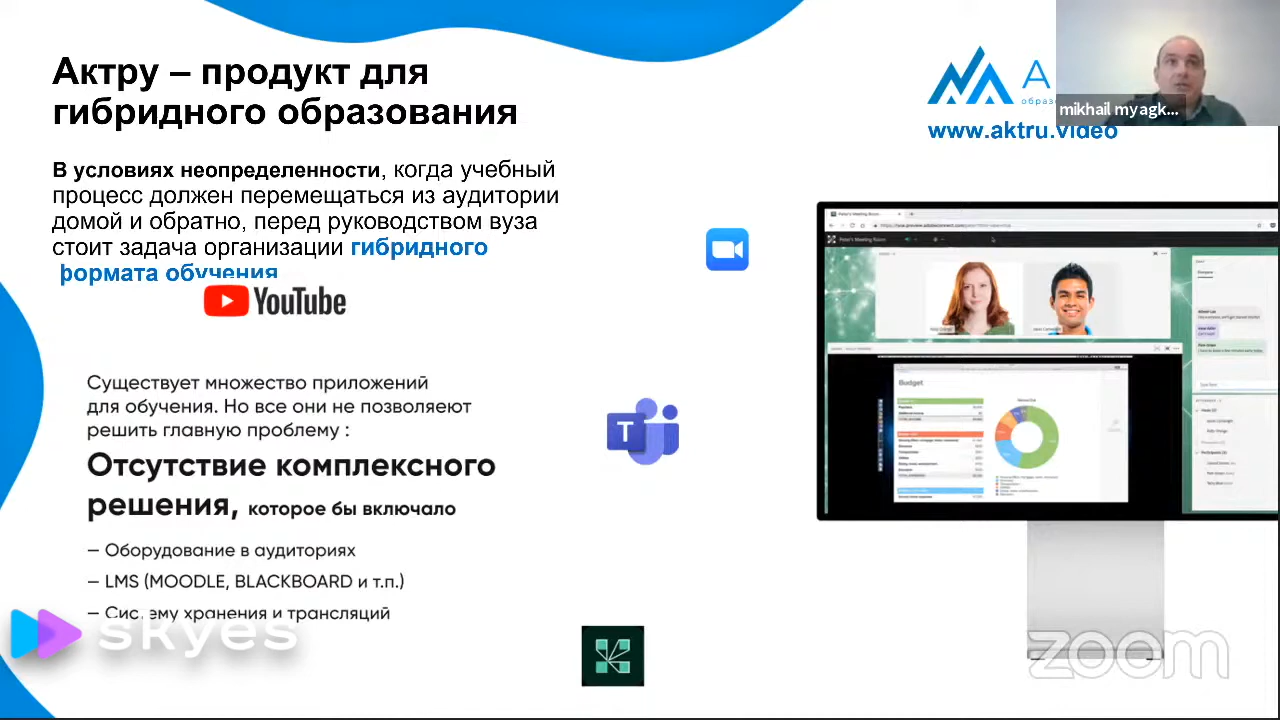 Актру – продукт для
гибридного образования
www.aktru.video
mikhail myagk...
В условиях неопределенности, когда учебный
процесс должен перемещаться из аудитории
домой и обратно, перед руководством вуза
стоит задача организации гибридного
формата обучения
YouTube
Существует множество приложений
для обучения. Но все они не позволяеют
решить главную проблему :
Отсутствие комплексного
решения, которое бы включало
– Оборудование в аудиториях
– LMS (MOODLE, BLACKBOARD и т.п.)
– Систему хранения и трансляций
T
Budget
skyes
zoom